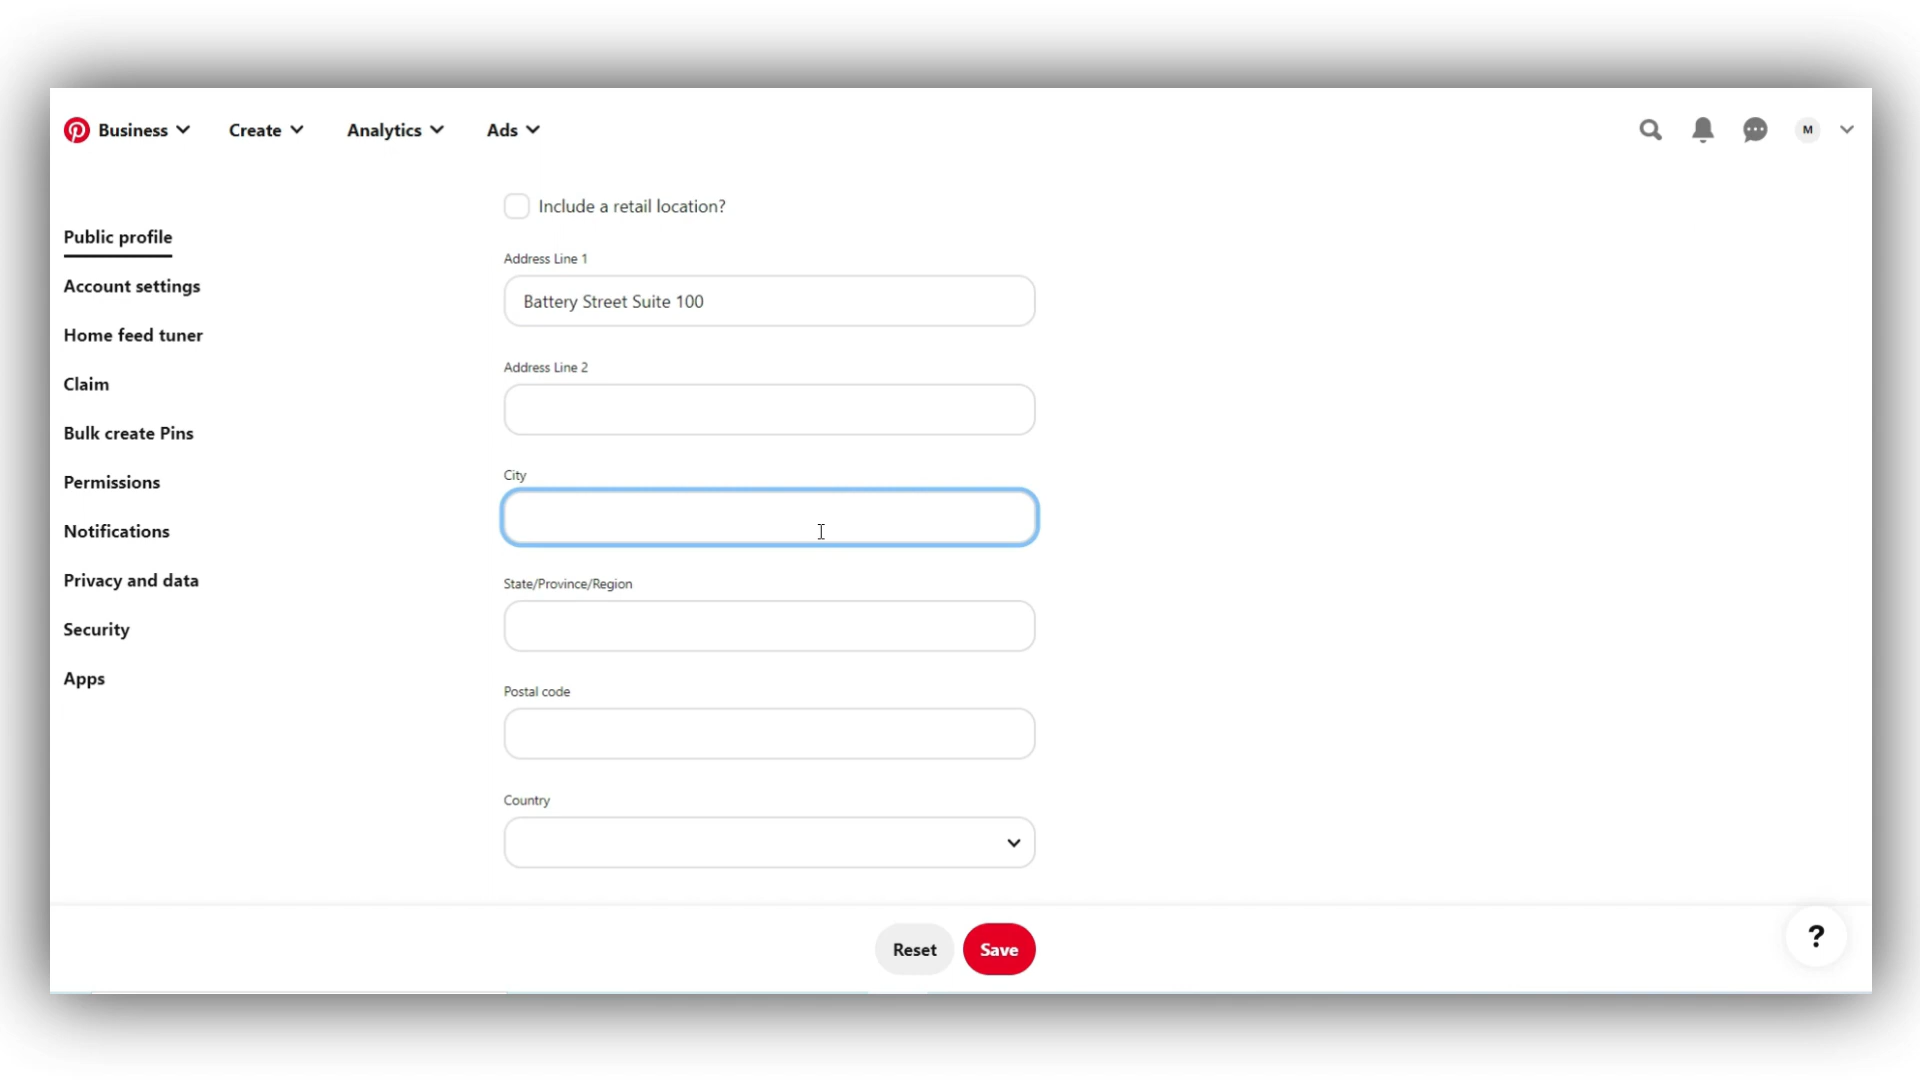 Business Create Analytics Ads M
Include a retail location?
Public profile
Address Line 1
Account settings
Battery Street Suite 100
Home feed tuner
Address Line 2
Claim
Bulk create Pins
City
Permissions
Notifications
State/Province/Region
Privacy and data
Security
Apps
Postal code
Country
Reset Save
?